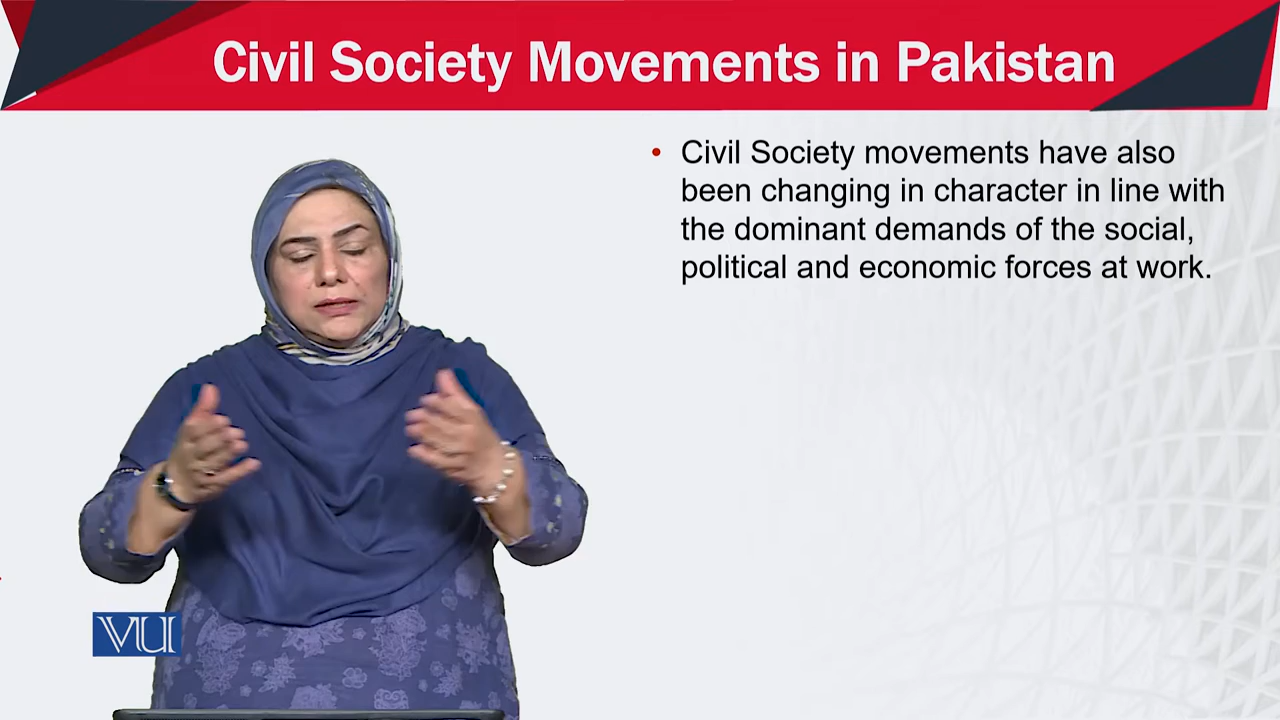 Civil Society Movements in Pakistan
• Civil Society movements have also
been changing in character in line with
the dominant demands of the social,
political and economic forces at work.
VU